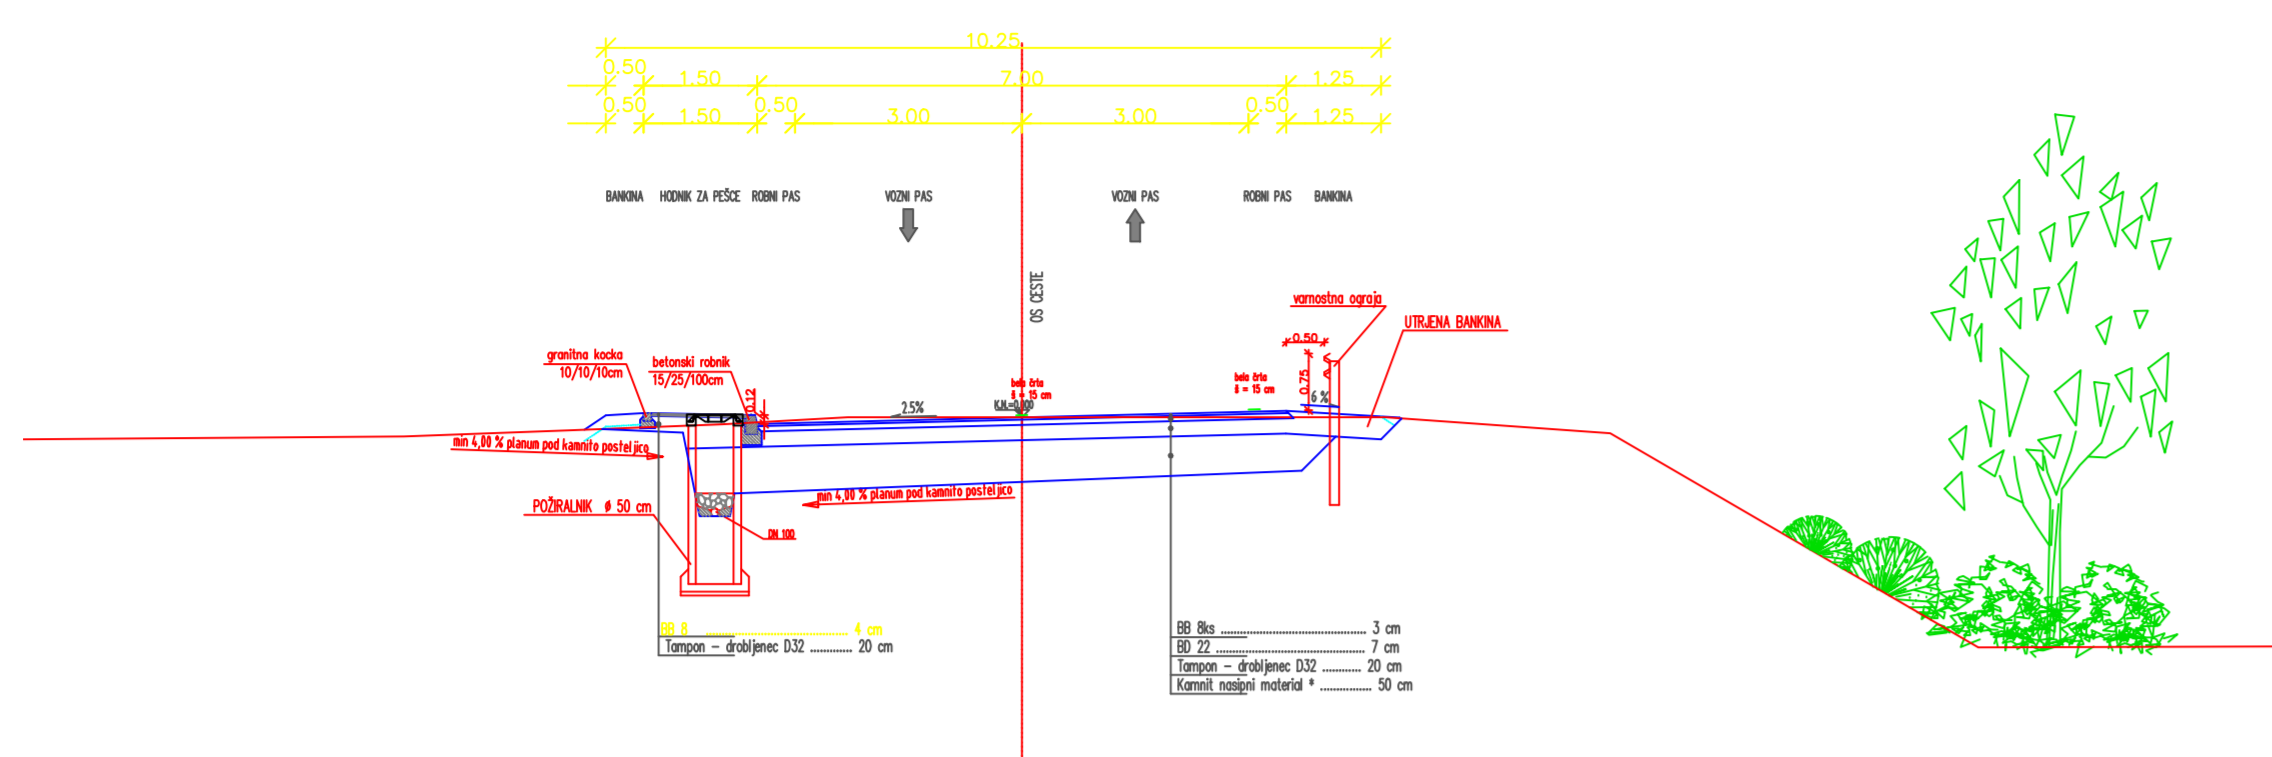 10.25
0.50 1.50 7.00 1.25
0.50 1.50 0.50 3.00 3.00 0.50 1.25
BANKINA HODNIK ZA PEŠCE ROBNI PAS VOZNI PAS VOZNI PAS ROBNI PAS BANKINA
OS CESTE
varnostna ograja
UTRJENA BANKINA
0.50
granitna kocka
10/10/10cm
betonski robnik
15/25/100cm
0.12
bela črta
š = 15 cm
bela črta
š = 15 cm
0.75
6 %
2.5%
K.N.=0.000
min 4,00 % planum pod kamnito posteljico
min 4,00 % planum pod kamnito posteljico
POŽIRALNIK ø 50 cm
DN 100
BB 8 ........................................ 4 cm
Tampon – drobljenec D32 ............. 20 cm
BB 8ks ............................................. 3 cm
BD 22 .............................................. 7 cm
Tampon – drobljenec D32 ............ 20 cm
Kamnit nasipni material * ................ 50 cm